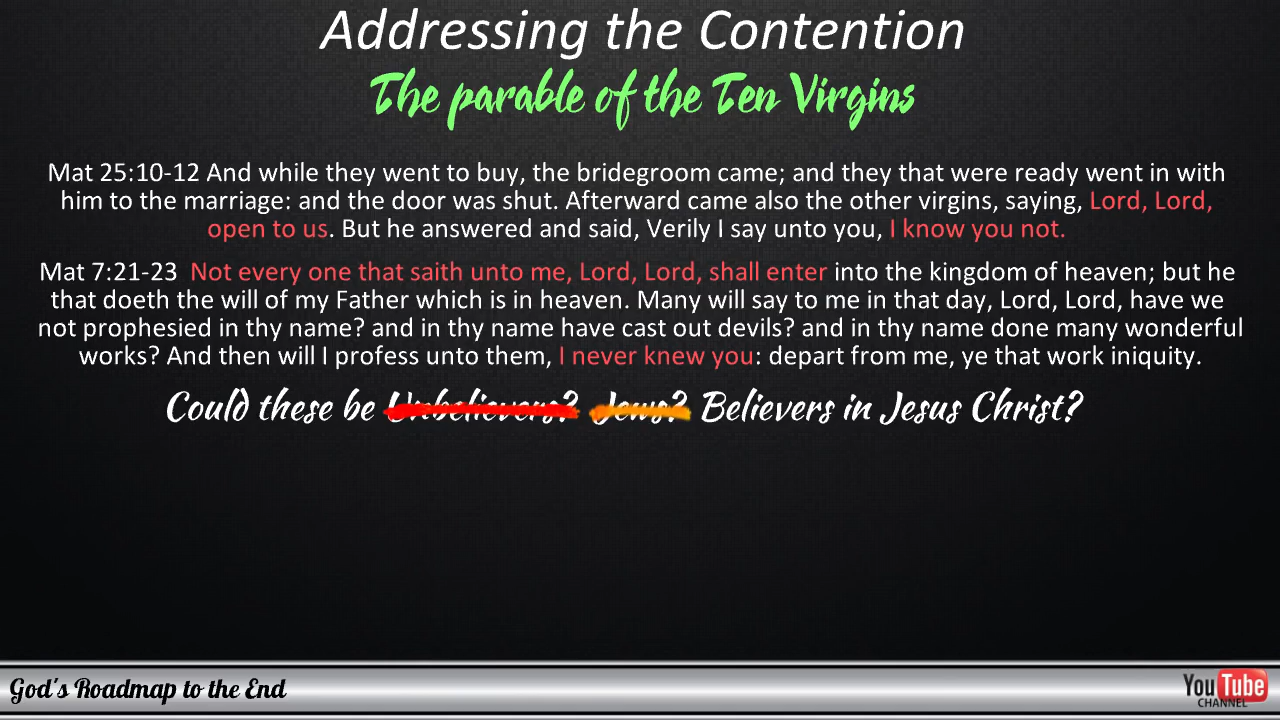 Addressing the Contention
The parable of the Ten Virgins
Mat 25:10-12 And while they went to buy, the bridegroom came; and they that were ready went in with
him to the marriage: and the door was shut. Afterward came also the other virgins, saying, Lord, Lord,
open to us. But he answered and said, Verily I say unto you, I know you not.
Mat 7:21-23 Not every one that saith unto me, Lord, Lord, shall enter into the kingdom of heaven; but he
that doeth the will of my Father which is in heaven. Many will say to me in that day, Lord, Lord, have we
not prophesied in thy name? and in thy name have cast out devils? and in thy name done many wonderful
works? And then will I profess unto them, I never knew you: depart from me, ye that work iniquity.
Could these be Unbelievers? Jews? Believers in Jesus Christ?
God's Roadmap to the End
YouTube
CHANNEL